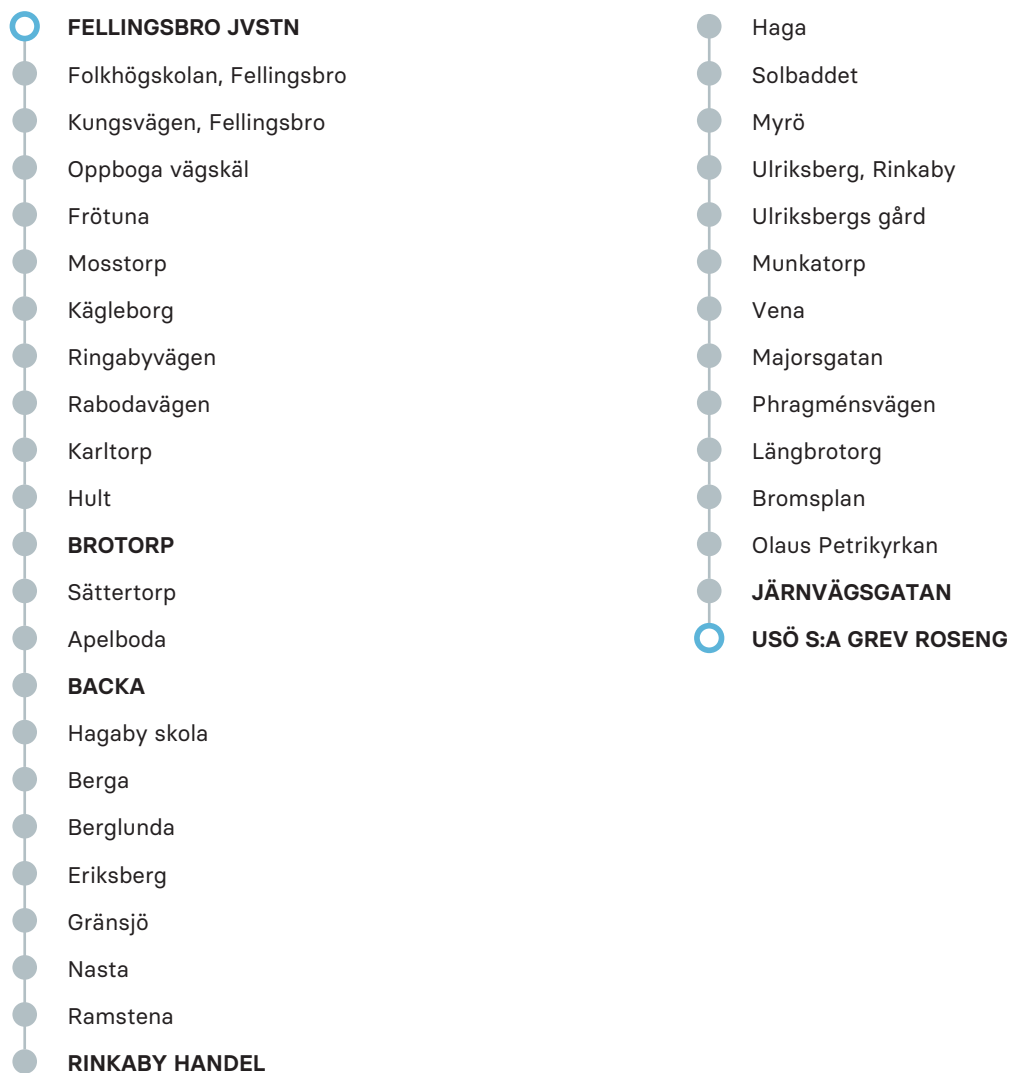 FELLINGSBRO JVSTN
Folkhögskolan, Fellingsbro
Kungsvägen, Fellingsbro
Oppboga vägskäl
Frötuna
Mosstorp
Kägleborg
Ringabyvägen
Rabodavägen
Karltorp
Hult
BROTORP
Sättertorp
Apelboda
BACKA
Hagaby skola
Berga
Berglunda
Eriksberg
Gränsjö
Nasta
Ramstena
RINKABY HANDEL
Haga
Solbaddet
Myrö
Ulriksberg, Rinkaby
Ulriksbergs gård
Munkatorp
Vena
Majorsgatan
Phragménsvägen
Längbrotorg
Bromsplan
Olaus Petrikyrkan
JÄRNVÄGSGATAN
USÖ S:A GREV ROSENG